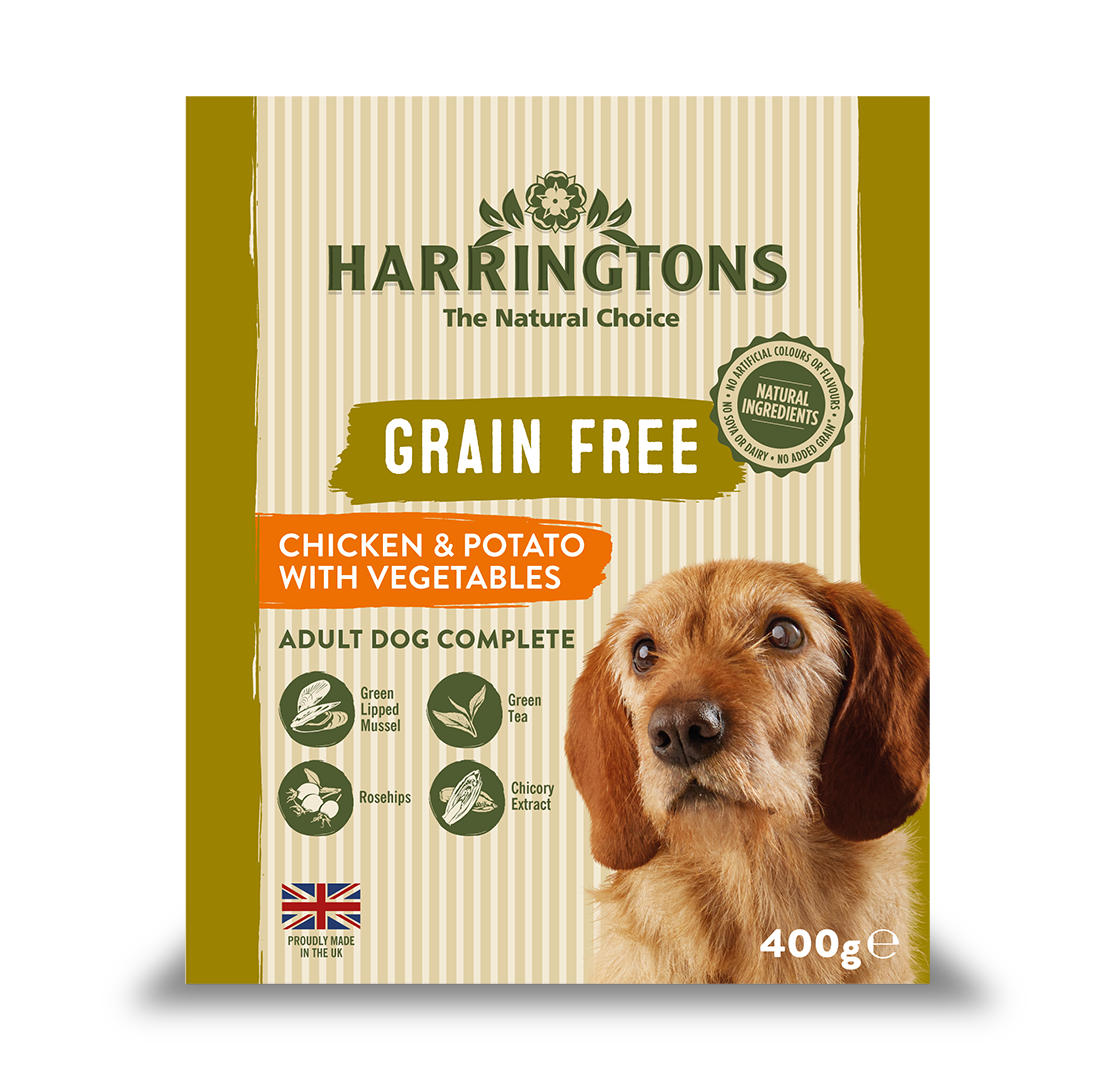 HARRINGTONS
The Natural Choice
NO ARTIFICIAL COLOURS OR FLAVOURS •
NO SOYA OR DAIRY • NO ADDED GRAIN* •
NATURAL
INGREDIENTS
GRAIN FREE
CHICKEN & POTATO
WITH VEGETABLES
ADULT DOG COMPLETE
Green
Lipped
Mussel
Green
Tea
Rosehips
Chicory
Extract
PROUDLY MADE
IN THE UK
400g ℮